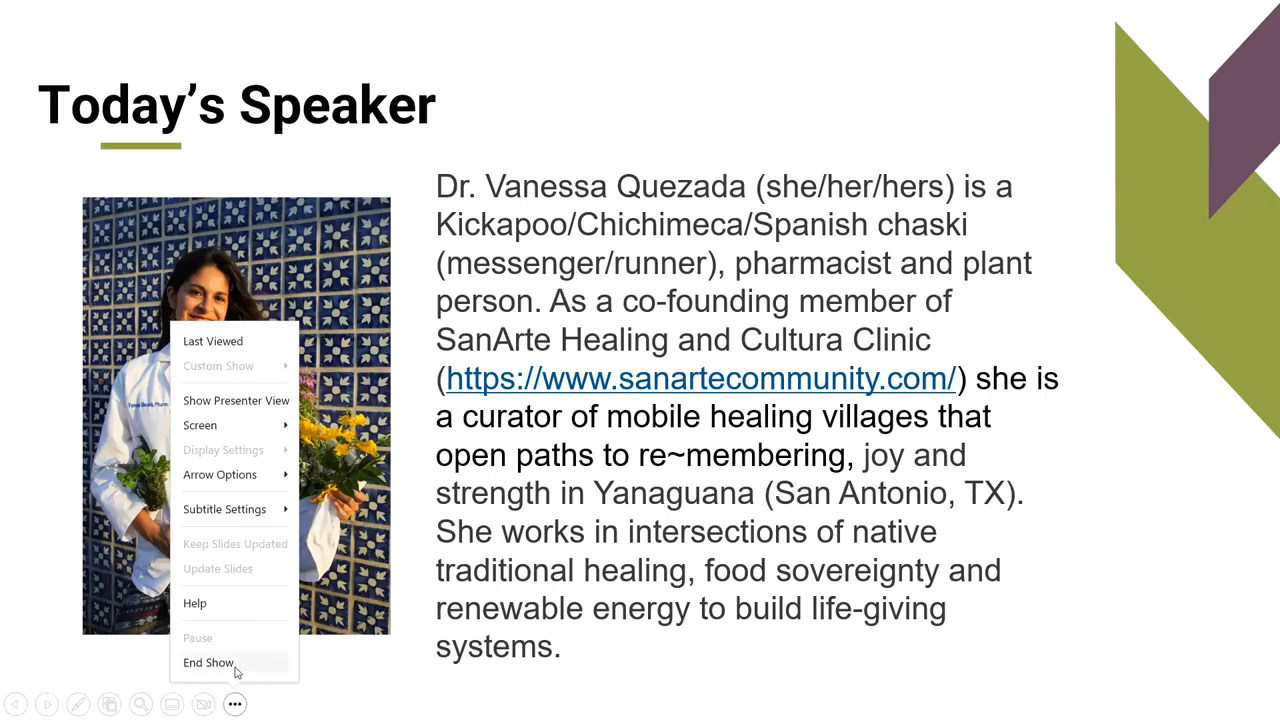 Today’s Speaker
Dr. Vanessa Quezada (she/her/hers) is a
Kickapoo/Chichimeca/Spanish chaski
(messenger/runner), pharmacist and plant
person. As a co-founding member of
SanArte Healing and Cultura Clinic
(https://www.sanartecommunity.com/) she is
a curator of mobile healing villages that
open paths to re~membering, joy and
strength in Yanaguana (San Antonio, TX).
She works in intersections of native
traditional healing, food sovereignty and
renewable energy to build life-giving
systems.
Last Viewed
Custom Show
Show Presenter View
Screen
Display Settings
Arrow Options
Subtitle Settings
Keep Slides Updated
Update Slides
Help
Pause
End Show